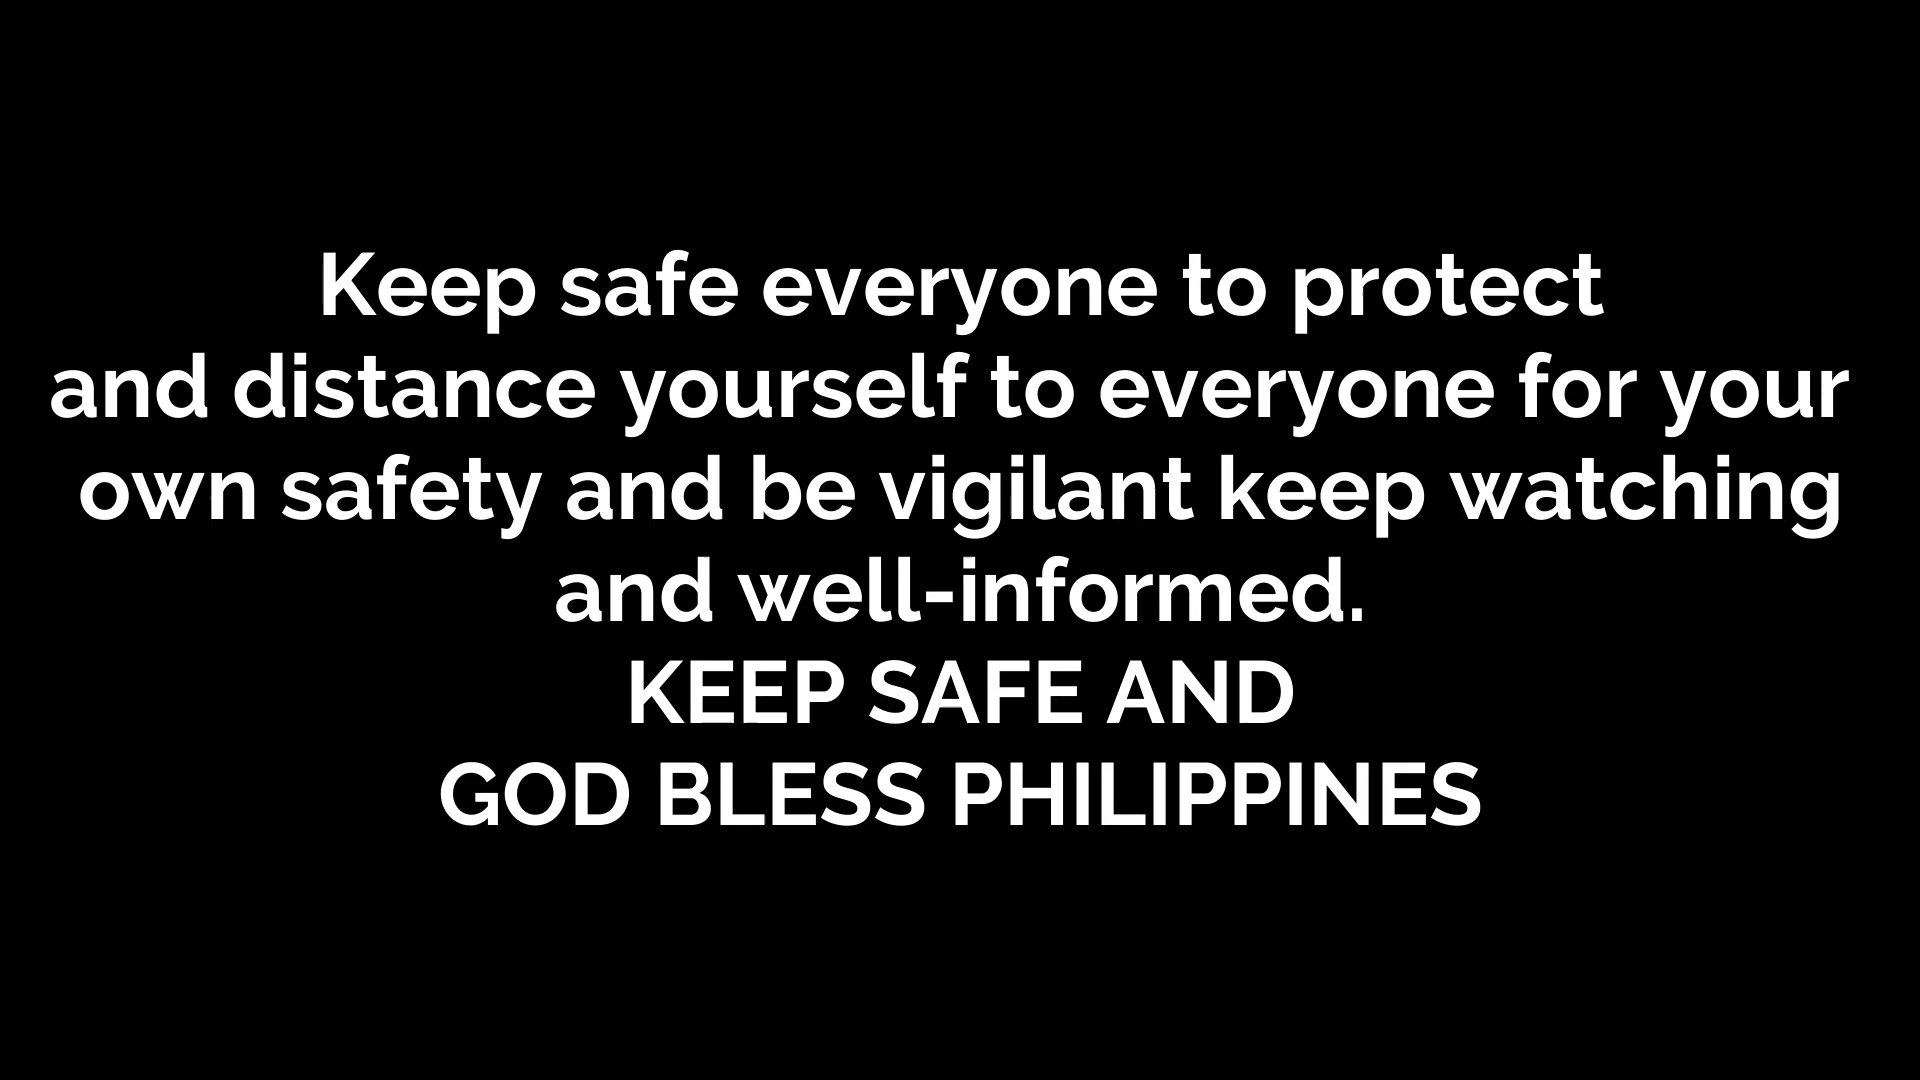 Keep safe everyone to protect
and distance yourself to everyone for your
own safety and be vigilant keep watching
and well-informed.
KEEP SAFE AND
GOD BLESS PHILIPPINES